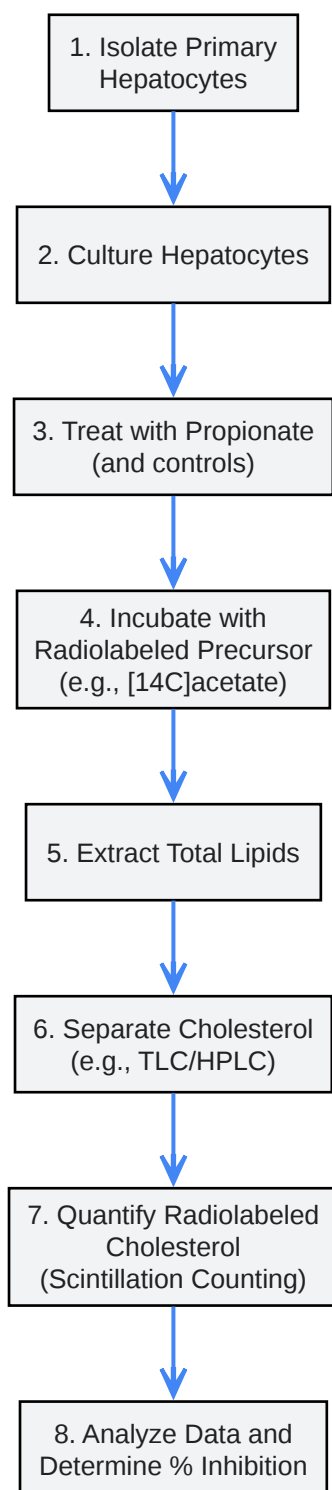 1. Isolate Primary
Hepatocytes
2. Culture Hepatocytes
3. Treat with Propionate
(and controls)
4. Incubate with
Radiolabeled Precursor
(e.g., [14C]acetate)
5. Extract Total Lipids
6. Separate Cholesterol
(e.g., TLC/HPLC)
7. Quantify Radiolabeled
Cholesterol
(Scintillation Counting)
8. Analyze Data and
Determine % Inhibition